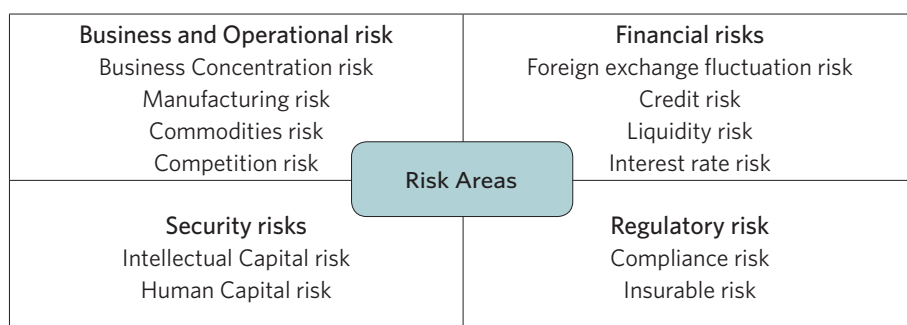 Business and Operational risk
Business Concentration risk
Manufacturing risk
Commodities risk
Competition risk
Financial risks
Foreign exchange fluctuation risk
Credit risk
Liquidity risk
Interest rate risk
Risk Areas
Security risks
Intellectual Capital risk
Human Capital risk
Regulatory risk
Compliance risk
Insurable risk